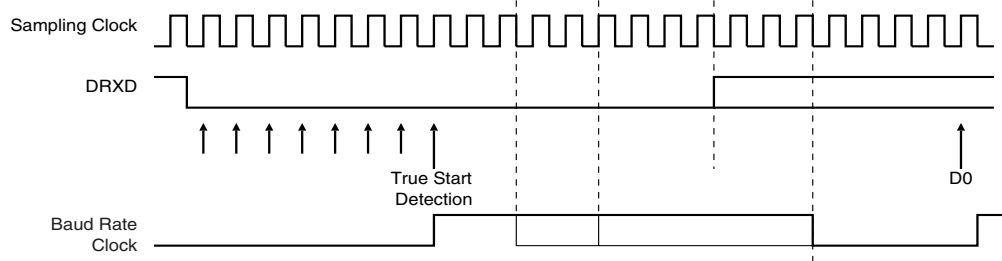 Sampling Clock
DRXD
True Start
Detection
D0
Baud Rate
Clock